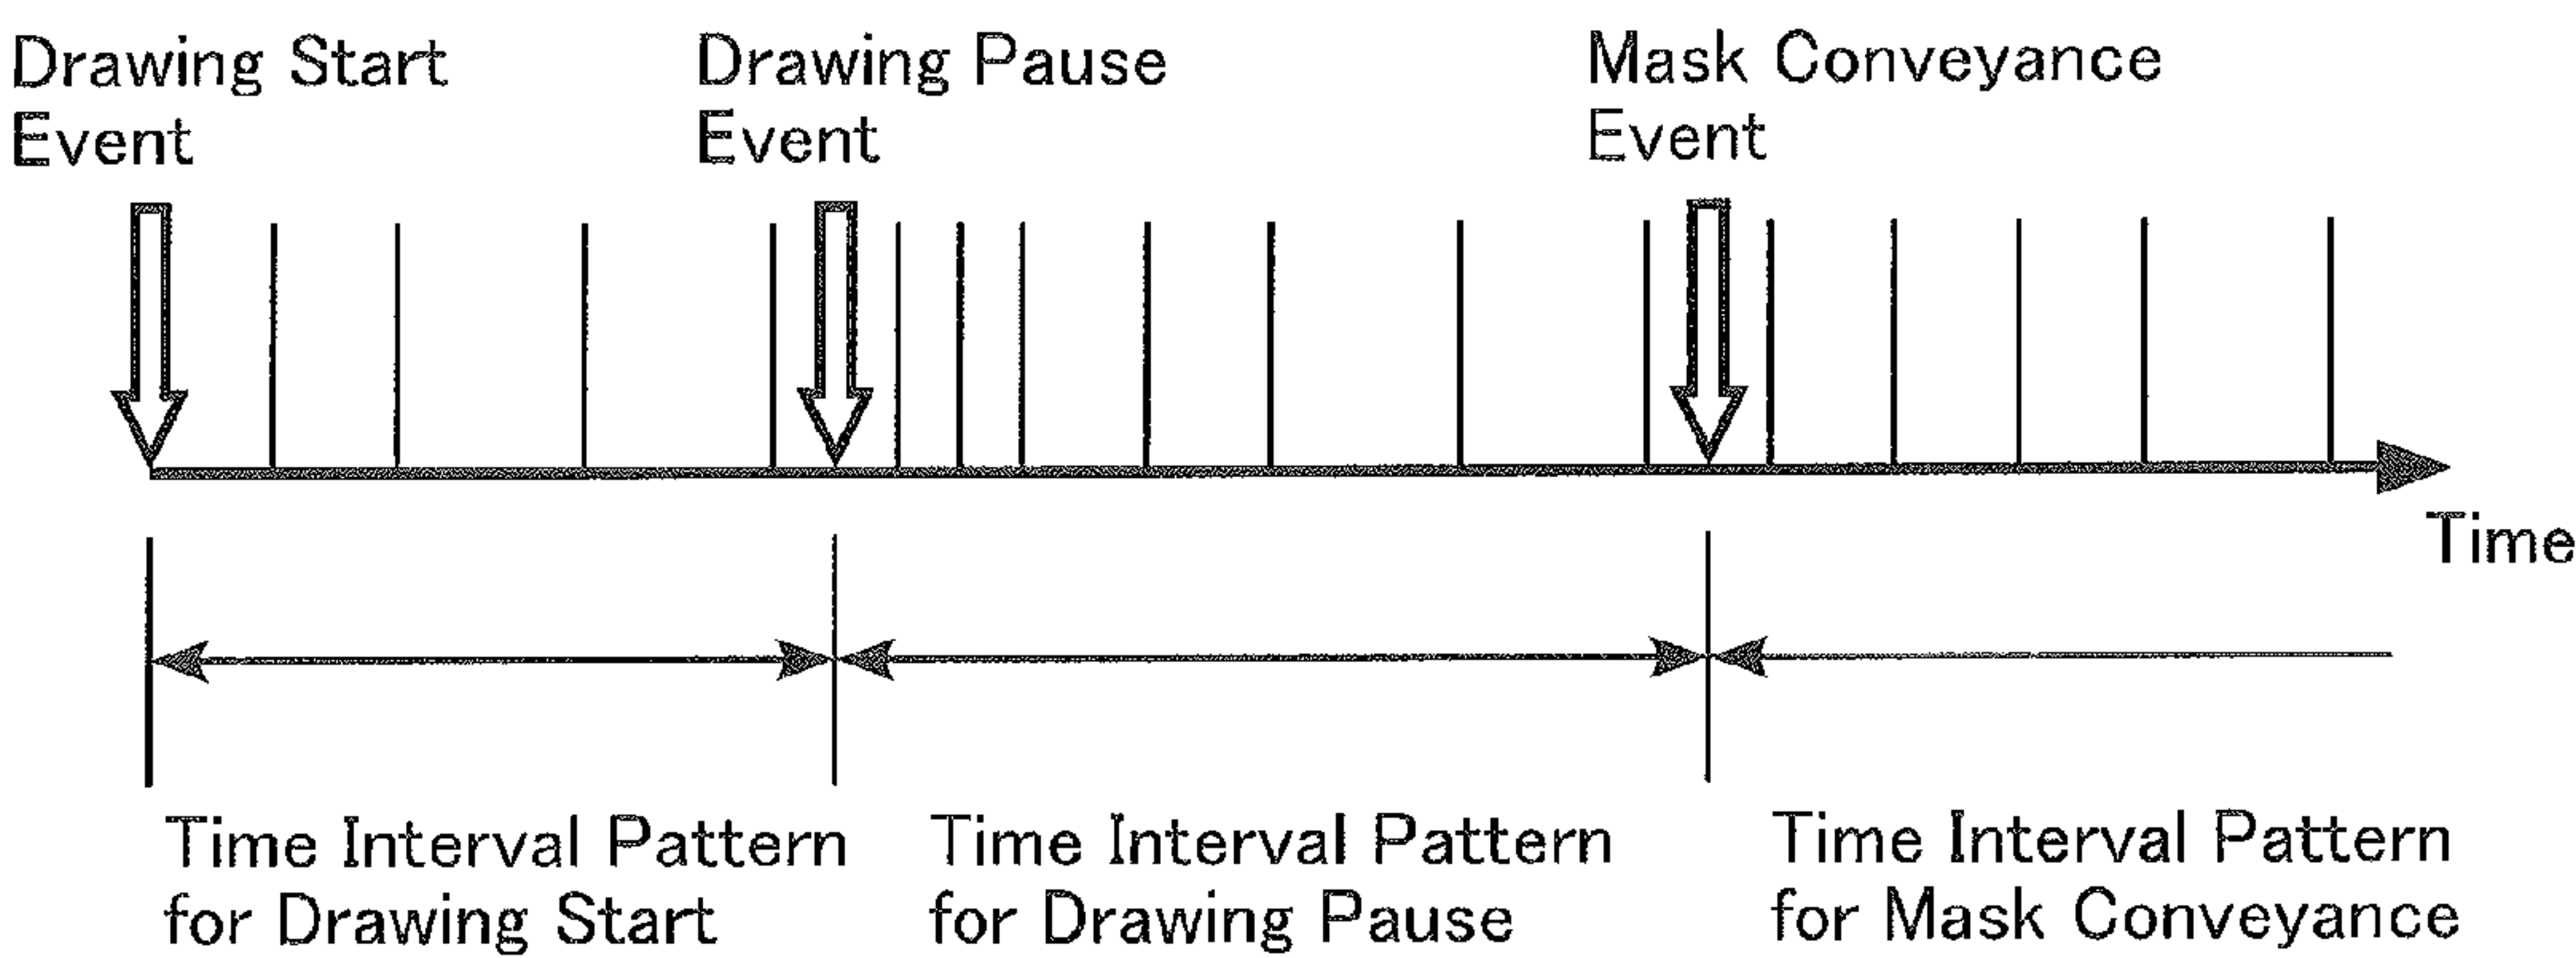 Drawing Start
Event
Drawing Pause
Event
Mask Conveyance
Event
Time
Time Interval Pattern
for Drawing Start
Time Interval Pattern
for Drawing Pause
Time Interval Pattern
for Mask Conveyance